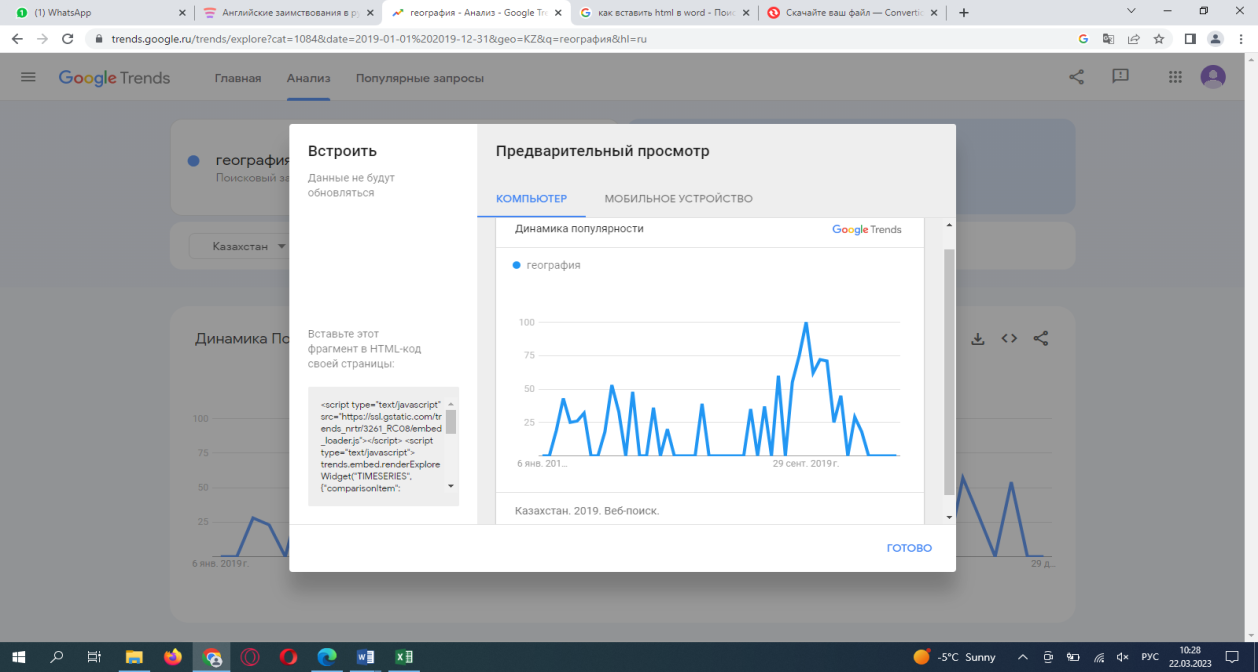 (1) WhatsApp
Английские заимствования в ру
география - Анализ - Google Tre
как вставить html в word - Пои
Скачайте ваш файл — Converti
trends.google.ru/trends/explore?cat=1084&date=2019-01-01%202019-12-31&geo=KZ&q=география&hl=ru
Google Trends
Главная
Анализ
Популярные запросы
география
Поисковый за
Казахстан
Динамика По
100
75
50
25
6 янв. 2019 г.
29 д...
Встроить
Данные не будут
обновляться
Вставьте этот
фрагмент в HTML-код
своей страницы:
<script type="text/javascript"
src="https://ssl.gstatic.com/tr
ends_nrtr/3261_RC08/embed
_loader.js"></script> <script
type="text/javascript">
trends.embed.renderExplore
Widget("TIMESERIES",
{"comparisonItem":
Предварительный просмотр
КОМПЬЮТЕР
МОБИЛЬНОЕ УСТРОЙСТВО
Динамика популярности
Google Trends
география
100
75
50
25
6 янв. 201...
29 сент. 2019 г.
Казахстан. 2019. Веб-поиск.
ГОТОВО
-5°C Sunny
РУС
10:28
22.03.2023